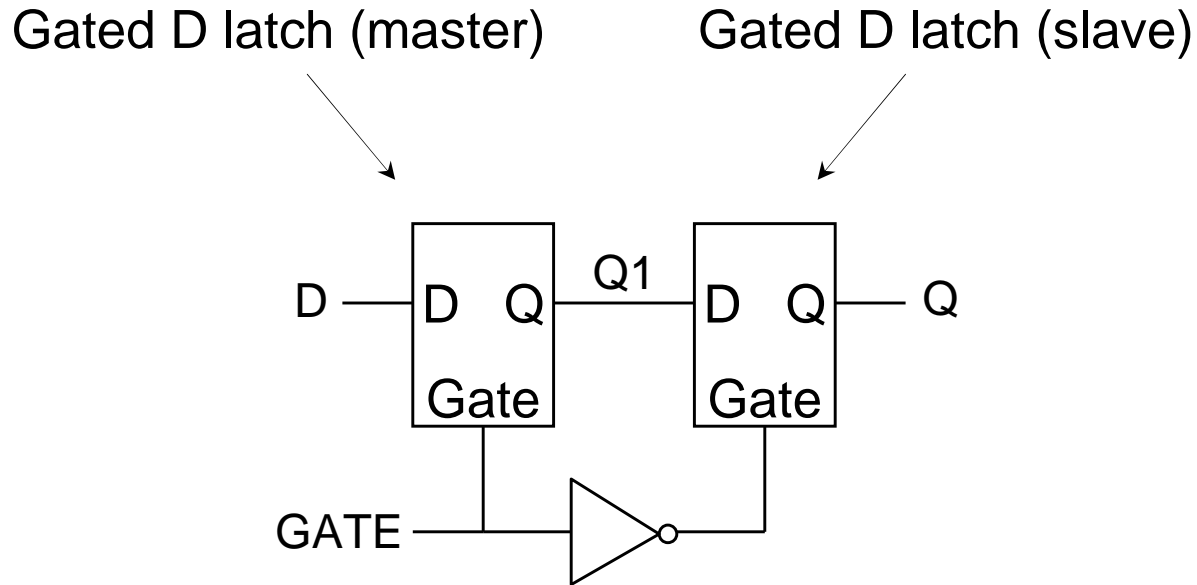 Gated D latch (master)
Gated D latch (slave)
Q1
D
D Q
D Q
Q
Gate
Gate
GATE